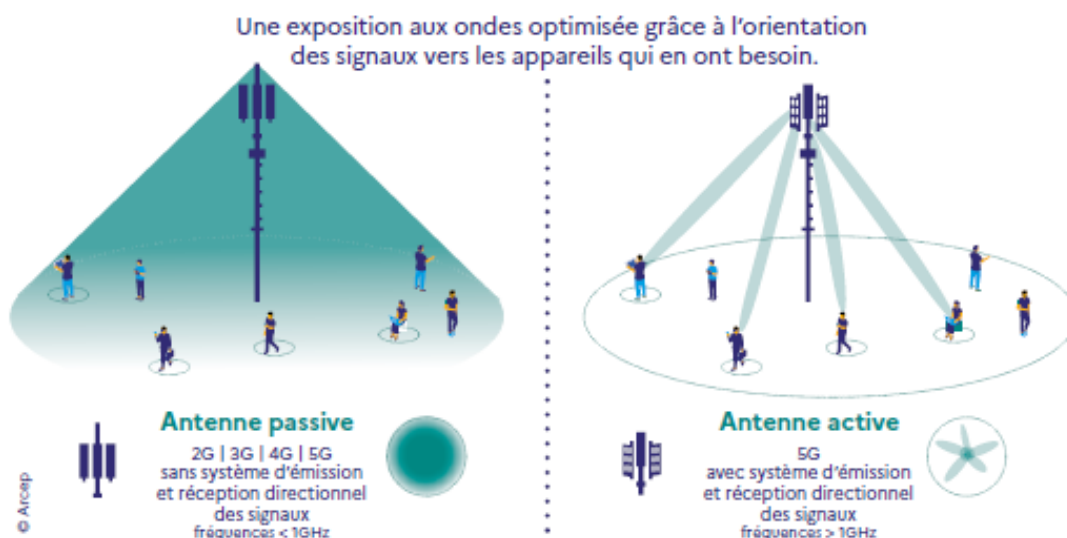 Une exposition aux ondes optimisée grâce à l'orientation
des signaux vers les appareils qui en ont besoin.
Antenne passive
2G | 3G | 4G | 5G
sans système d'émission
et réception directionnel
des signaux
fréquences < 1GHz
Antenne active
5G
avec système d'émission
et réception directionnel
des signaux
fréquences > 1GHz
© Arcep